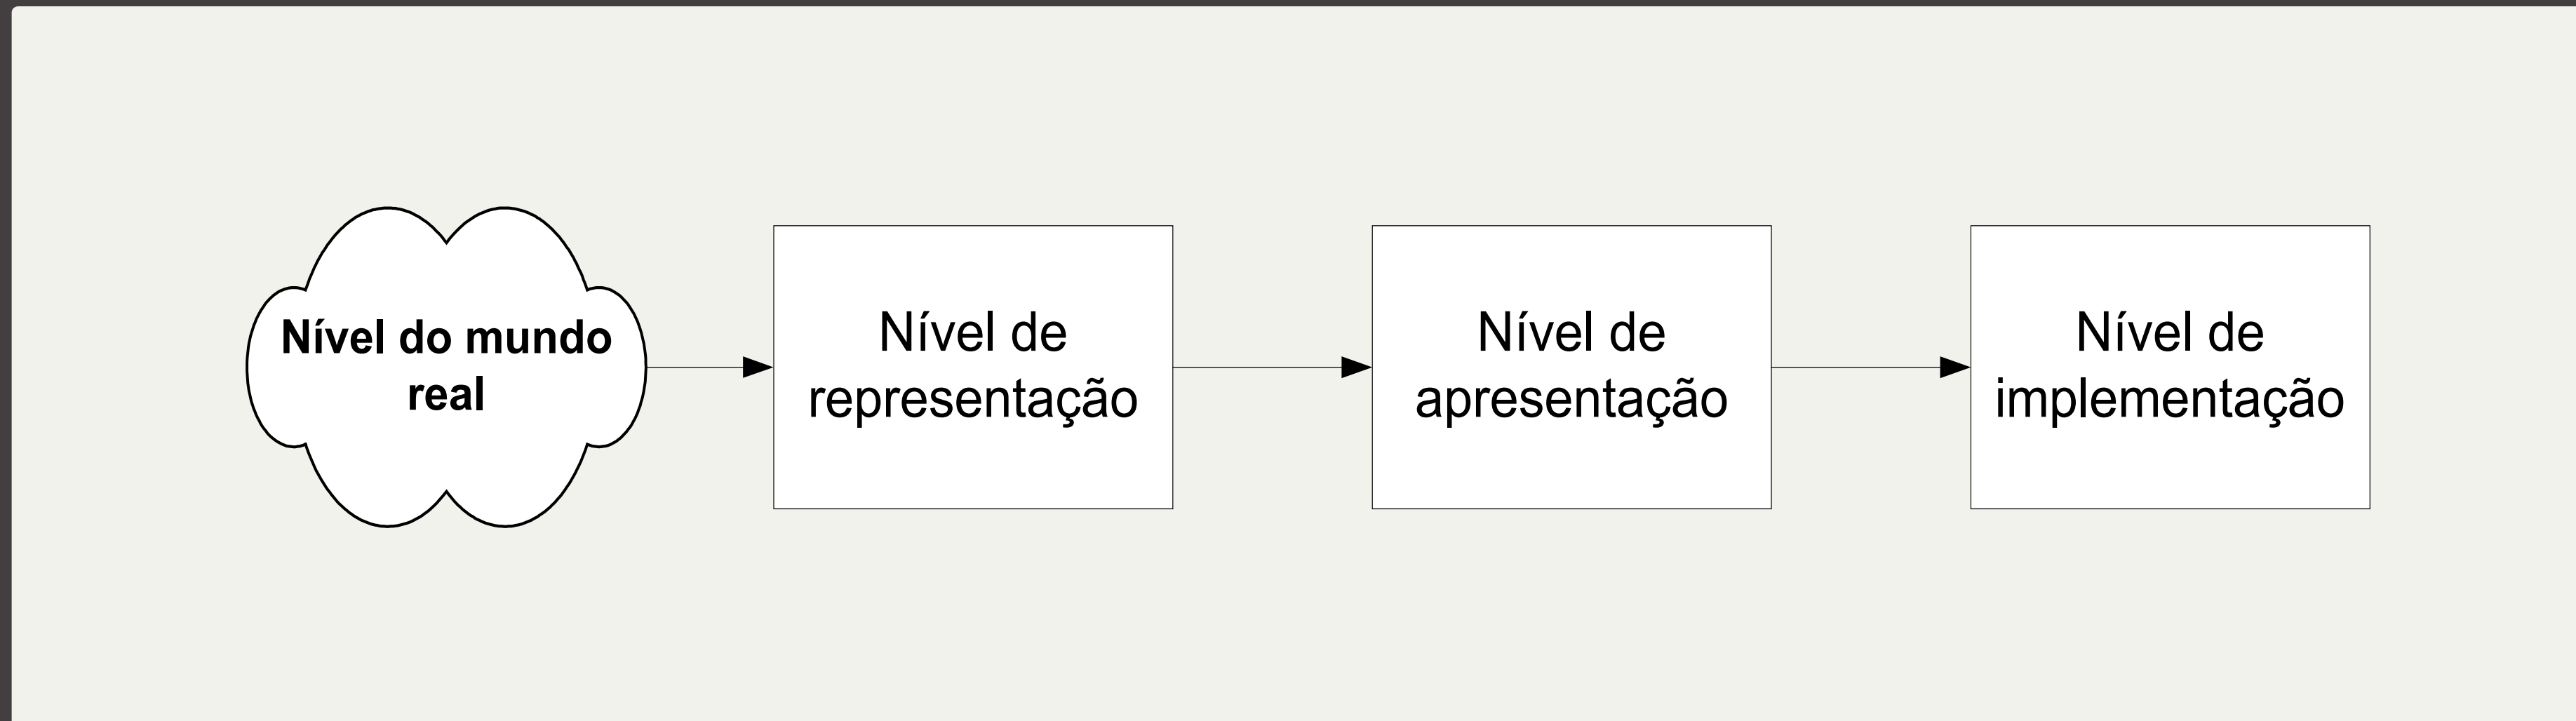 Nível do mundo
real
Nível de
representação
Nível de
apresentação
Nível de
implementação